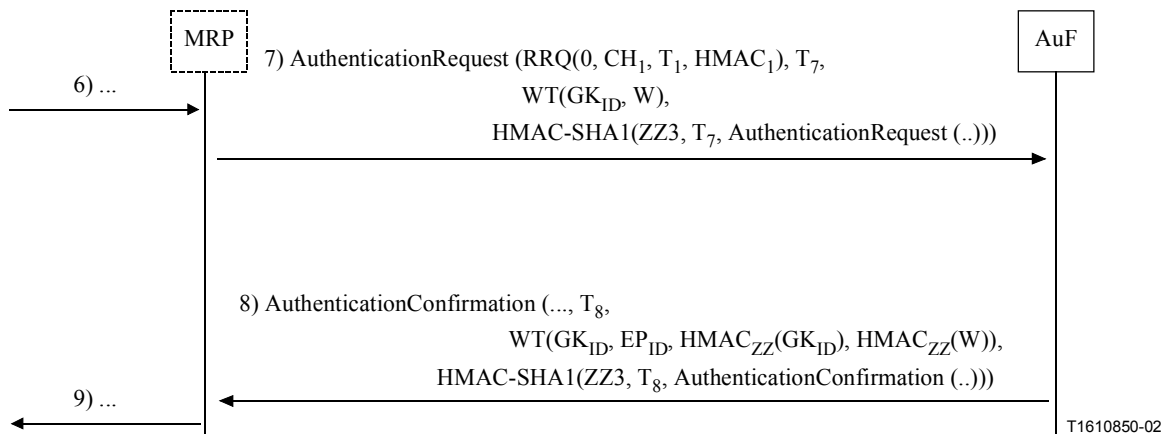 MRP
AuF
7) AuthenticationRequest (RRQ(0, CH1, T1, HMAC1), T7,
6) ...
WT(GKID, W),
HMAC-SHA1(ZZ3, T7, AuthenticationRequest (..)))
8) AuthenticationConfirmation (..., T8,
WT(GKID, EPID, HMACZZ(GKID), HMACZZ(W)),
HMAC-SHA1(ZZ3, T8, AuthenticationConfirmation (..)))
9) ...
T1610850-02